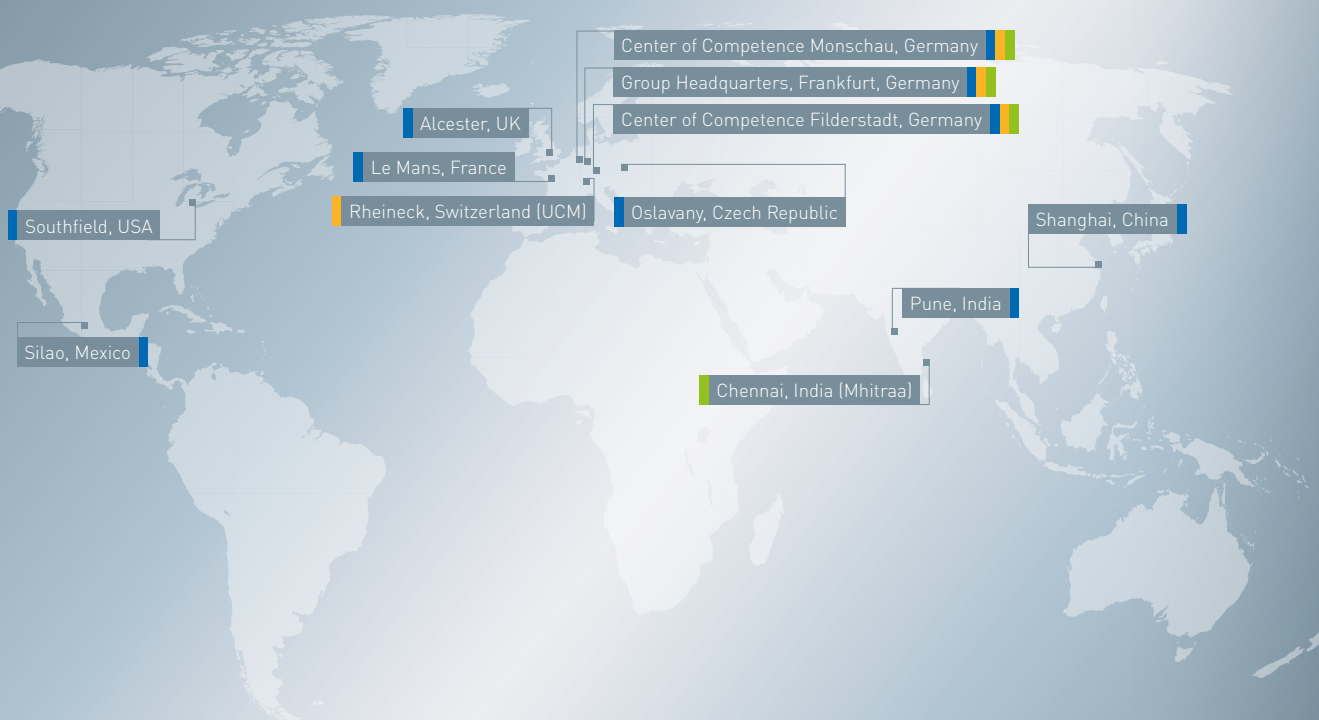 Center of Competence Monschau, Germany
Group Headquarters, Frankfurt, Germany
Center of Competence Filderstadt, Germany
Alcester, UK
Le Mans, France
Rheineck, Switzerland (UCM)
Oslavany, Czech Republic
Southfield, USA
Shanghai, China
Pune, India
Silao, Mexico
Chennai, India (Mhitraa)